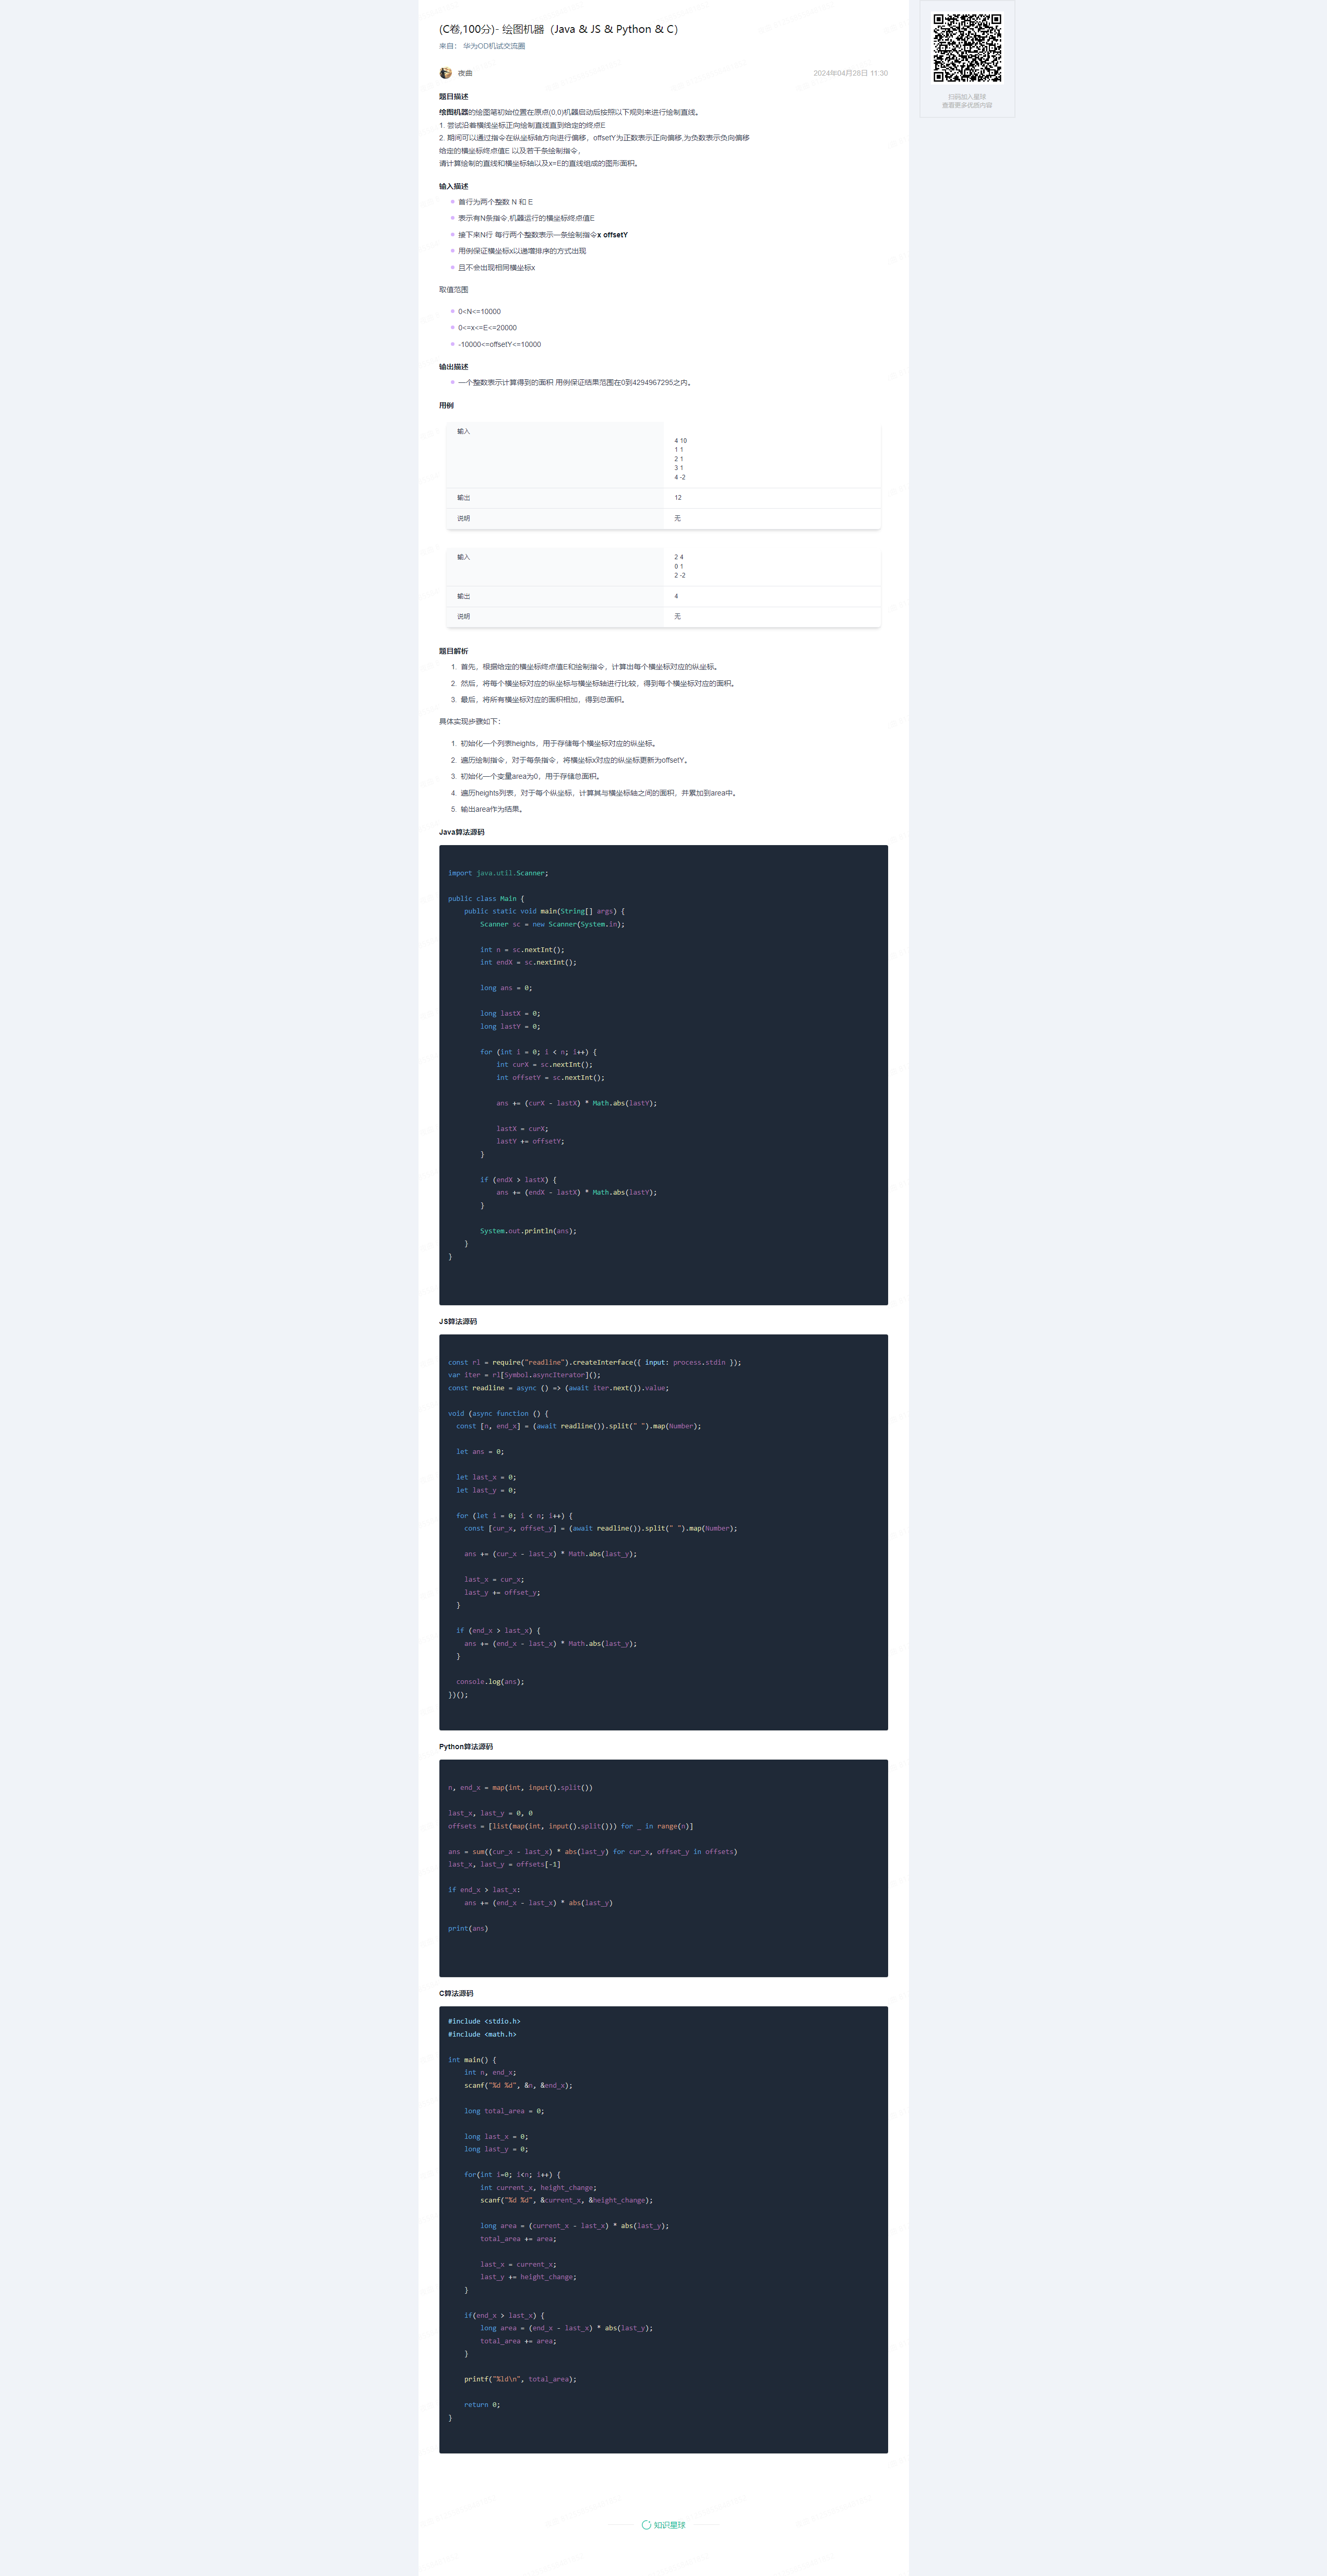 (C卷,100分)- 绘图机器（Java & JS & Python & C）
来自： 华为OD机试交流圈
夜曲
2024年04月28日 11:30
扫码加入星球
查看更多优质内容
题目描述
绘图机器的绘图笔初始位置在原点(0,0)机器启动后按照以下规则来进行绘制直线。
1. 尝试沿着横线坐标正向绘制直线直到给定的终点E
2. 期间可以通过指令在纵坐标轴方向进行偏移，offsetY为正数表示正向偏移,为负数表示负向偏移
给定的横坐标终点值E 以及若干条绘制指令，
请计算绘制的直线和横坐标轴以及x=E的直线组成的图形面积。
输入描述
首行为两个整数 N 和 E
表示有N条指令,机器运行的横坐标终点值E
接下来N行 每行两个整数表示一条绘制指令x offsetY
用例保证横坐标x以递增排序的方式出现
且不会出现相同横坐标x
取值范围
0<N<=10000
0<=x<=E<=20000
-10000<=offsetY<=10000
输出描述
一个整数表示计算得到的面积 用例保证结果范围在0到4294967295之内。
用例
输入
4 10
1 1
2 1
3 1
4 -2
输出 12
说明 无
输入
2 4
0 1
2 -2
输出 4
说明 无
题目解析
1. 首先，根据给定的横坐标终点值E和绘制指令，计算出每个横坐标对应的纵坐标。
2. 然后，将每个横坐标对应的纵坐标与横坐标轴进行比较，得到每个横坐标对应的面积。
3. 最后，将所有横坐标对应的面积相加，得到总面积。
具体实现步骤如下：
1. 初始化一个列表heights，用于存储每个横坐标对应的纵坐标。
2. 遍历绘制指令，对于每条指令，将横坐标x对应的纵坐标更新为offsetY。
3. 初始化一个变量area为0，用于存储总面积。
4. 遍历heights列表，对于每个纵坐标，计算其与横坐标轴之间的面积，并累加到area中。
5. 输出area作为结果。
Java算法源码
import java.util.Scanner;
public class Main {
public static void main(String[] args) {
Scanner sc = new Scanner(System.in);
int n = sc.nextInt();
int endX = sc.nextInt();
long ans = 0;
long lastX = 0;
long lastY = 0;
for (int i = 0; i < n; i++) {
int curX = sc.nextInt();
int offsetY = sc.nextInt();
ans += (curX - lastX) * Math.abs(lastY);
lastX = curX;
lastY += offsetY;
}
if (endX > lastX) {
ans += (endX - lastX) * Math.abs(lastY);
}
System.out.println(ans);
}
}
JS算法源码
const rl = require("readline").createInterface({ input: process.stdin });
var iter = rl[Symbol.asyncIterator]();
const readline = async () => (await iter.next()).value;
void (async function () {
const [n, end_x] = (await readline()).split(" ").map(Number);
let ans = 0;
let last_x = 0;
let last_y = 0;
for (let i = 0; i < n; i++) {
const [cur_x, offset_y] = (await readline()).split(" ").map(Number);
ans += (cur_x - last_x) * Math.abs(last_y);
last_x = cur_x;
last_y += offset_y;
}
if (end_x > last_x) {
ans += (end_x - last_x) * Math.abs(last_y);
}
console.log(ans);
})();
Python算法源码
n, end_x = map(int, input().split())
last_x, last_y = 0, 0
offsets = [list(map(int, input().split())) for _ in range(n)]
ans = sum((cur_x - last_x) * abs(last_y) for cur_x, offset_y in offsets)
last_x, last_y = offsets[-1]
if end_x > last_x:
ans += (end_x - last_x) * abs(last_y)
print(ans)
C算法源码
#include <stdio.h>
#include <math.h>
int main() {
int n, end_x;
scanf("%d %d", &n, &end_x);
long total_area = 0;
long last_x = 0;
long last_y = 0;
for(int i=0; i<n; i++) {
int current_x, height_change;
scanf("%d %d", &current_x, &height_change);
long area = (current_x - last_x) * abs(last_y);
total_area += area;
last_x = current_x;
last_y += height_change;
}
if(end_x > last_x) {
long area = (end_x - last_x) * abs(last_y);
total_area += area;
}
printf("%ld\n", total_area);
return 0;
}
知识星球